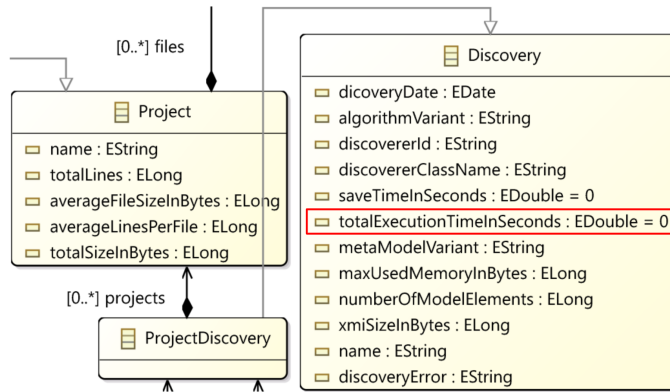 [0..*] files
Project
name : EString
totalLines : ELong
averageFileSizeInBytes : ELong
averageLinesPerFile : ELong
totalSizeInBytes : ELong
[0..*] projects
ProjectDiscovery
Discovery
dicoveryDate : EDate
algorithmVariant : EString
discovererId : EString
discovererClassName : EString
saveTimeInSeconds : EDouble = 0
totalExecutionTimeInSeconds : EDouble = 0
metaModelVariant : EString
maxUsedMemoryInBytes : ELong
numberOfModelElements : ELong
xmiSizeInBytes : ELong
name : EString
discoveryError : EString